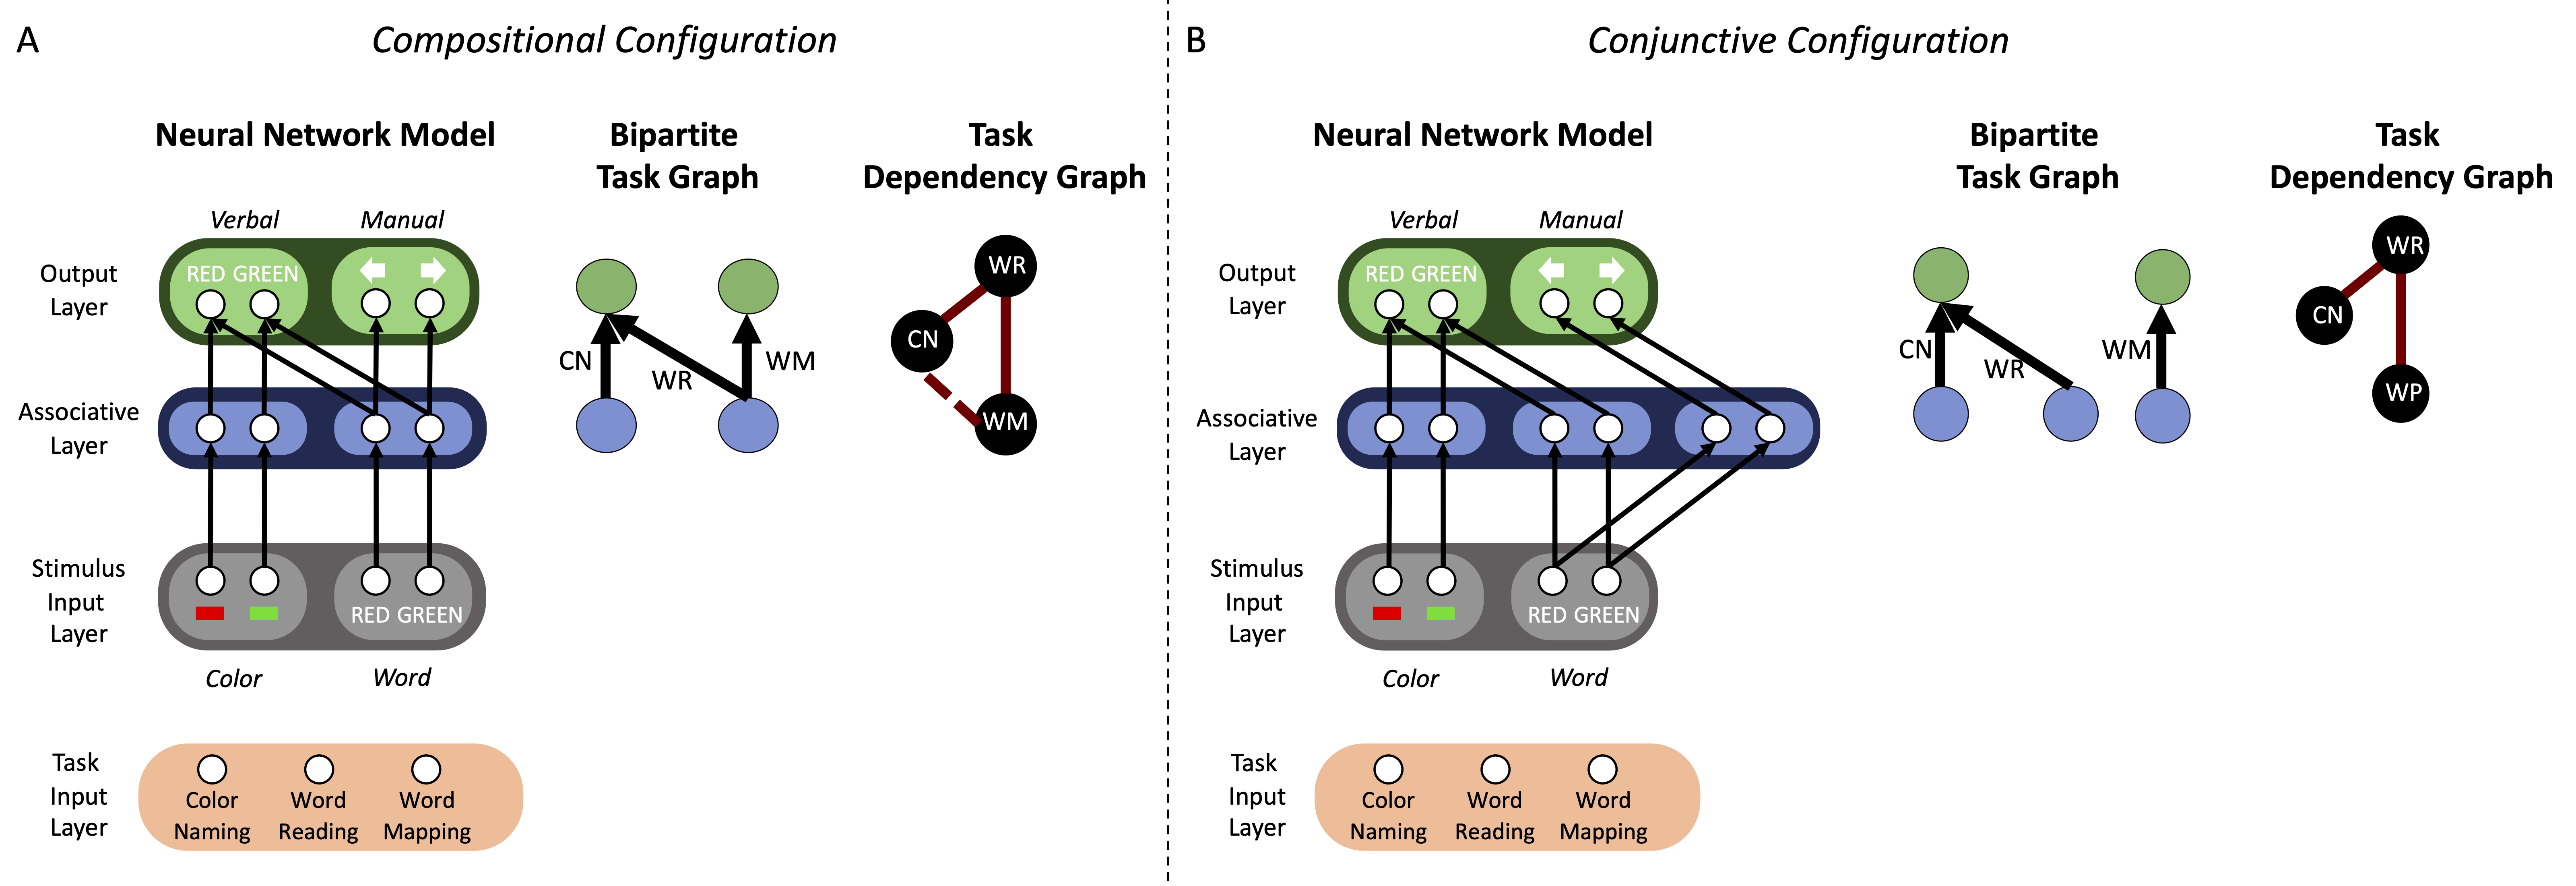 A
Compositional Configuration
Neural Network Model
Bipartite
Task Graph
Task
Dependency Graph
Verbal
Manual
Output
Layer
RED GREEN
Associative
Layer
Stimulus
Input
Layer
RED GREEN
Color
Word
Task
Input
Layer
Color
Naming
Word
Reading
Word
Mapping
CN
WR
WM
WR
CN
WM
B
Conjunctive Configuration
Neural Network Model
Bipartite
Task Graph
Task
Dependency Graph
Verbal
Manual
Output
Layer
RED GREEN
Associative
Layer
Stimulus
Input
Layer
RED GREEN
Color
Word
Task
Input
Layer
Color
Naming
Word
Reading
Word
Mapping
CN
WR
WM
WR
CN
WP